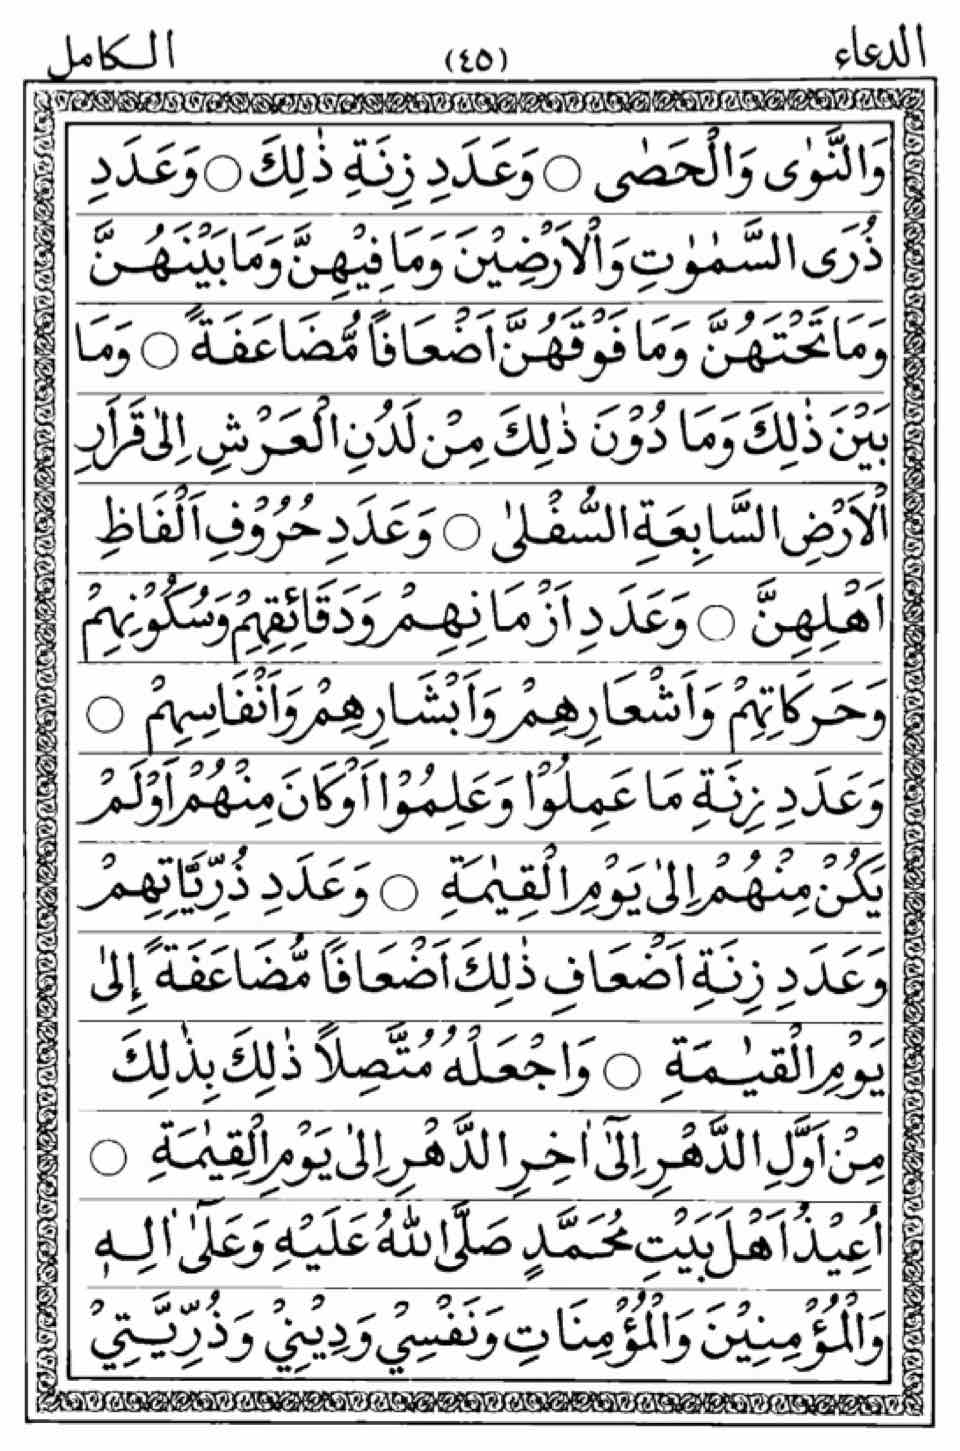 الدعاء (٤٥) الكامل
وَالنَّوٰى وَالْحَصٰى ○ وَعَدَدِ زِنَةِ ذٰلِكَ ○ وَعَدَدِ
ذُرَى السَّمٰوٰتِ وَالْاَرَضِيْنَ وَمَا فِيْهِنَّ وَمَا بَيْنَهُنَّ
وَمَا تَحْتَهُنَّ وَمَا فَوْقَهُنَّ اَضْعَافًا مُّضَاعَفَةً ○ وَمَا
بَيْنَ ذٰلِكَ وَمَا دُوْنَ ذٰلِكَ مِنْ لَدُنِ الْعَرْشِ اِلٰى قَرَارِ
الْاَرْضِ السَّابِعَةِ السُّفْلٰى ○ وَعَدَدِ حُرُوْفِ اَلْفَاظِ
اَهْلِهِنَّ ○ وَعَدَدِ اَزْمَانِهِمْ وَدَقَائِقِهِمْ وَسُكُوْنِهِمْ
وَحَرَكَاتِهِمْ وَاَشْعَارِهِمْ وَاَبْشَارِهِمْ وَاَنْفَاسِهِمْ ○
وَعَدَدِ زِنَةِ مَا عَمِلُوْا وَعَلِمُوْا اَوْ كَانَ مِنْهُمْ اَوْ لَمْ
يَكُنْ مِنْهُمْ اِلٰى يَوْمِ الْقِيٰمَةِ ○ وَعَدَدِ ذُرِّيَّاتِهِمْ
وَعَدَدِ زِنَةِ اَضْعَافِ ذٰلِكَ اَضْعَافًا مُّضَاعَفَةً إِلٰى
يَوْمِ الْقيٰمَةِ ○ وَاجْعَلْهُ مُتَّصِلًا ذٰلِكَ بِذٰلِكَ
مِنْ اَوَّلِ الدَّهْرِ اِلٰٓى اٰخِرِ الدَّهْرِ اِلٰى يَوْمِ الْقِيٰمَةِ ○
اُعِيْذُ اَهْلَ بَيْتِ مُحَمَّدٍ صَلَّى اللّٰهُ عَلَيْهِ وَعَلٰٓى اٰلِهٖ
وَالْمُؤْمِنِيْنَ وَالْمُؤْمِنَاتِ وَنَفْسِيْ وَدِيْنِيْ وَذُرِّيَّتِيْ